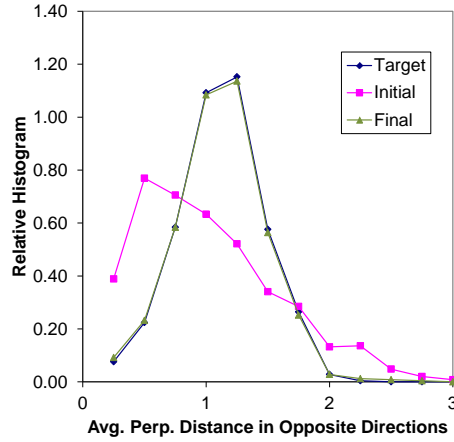 1.40
1.20
1.00
0.80
0.60
0.40
0.20
0.00
Relative Histogram
Target
Initial
Final
0 1 2 3
Avg. Perp. Distance in Opposite Directions